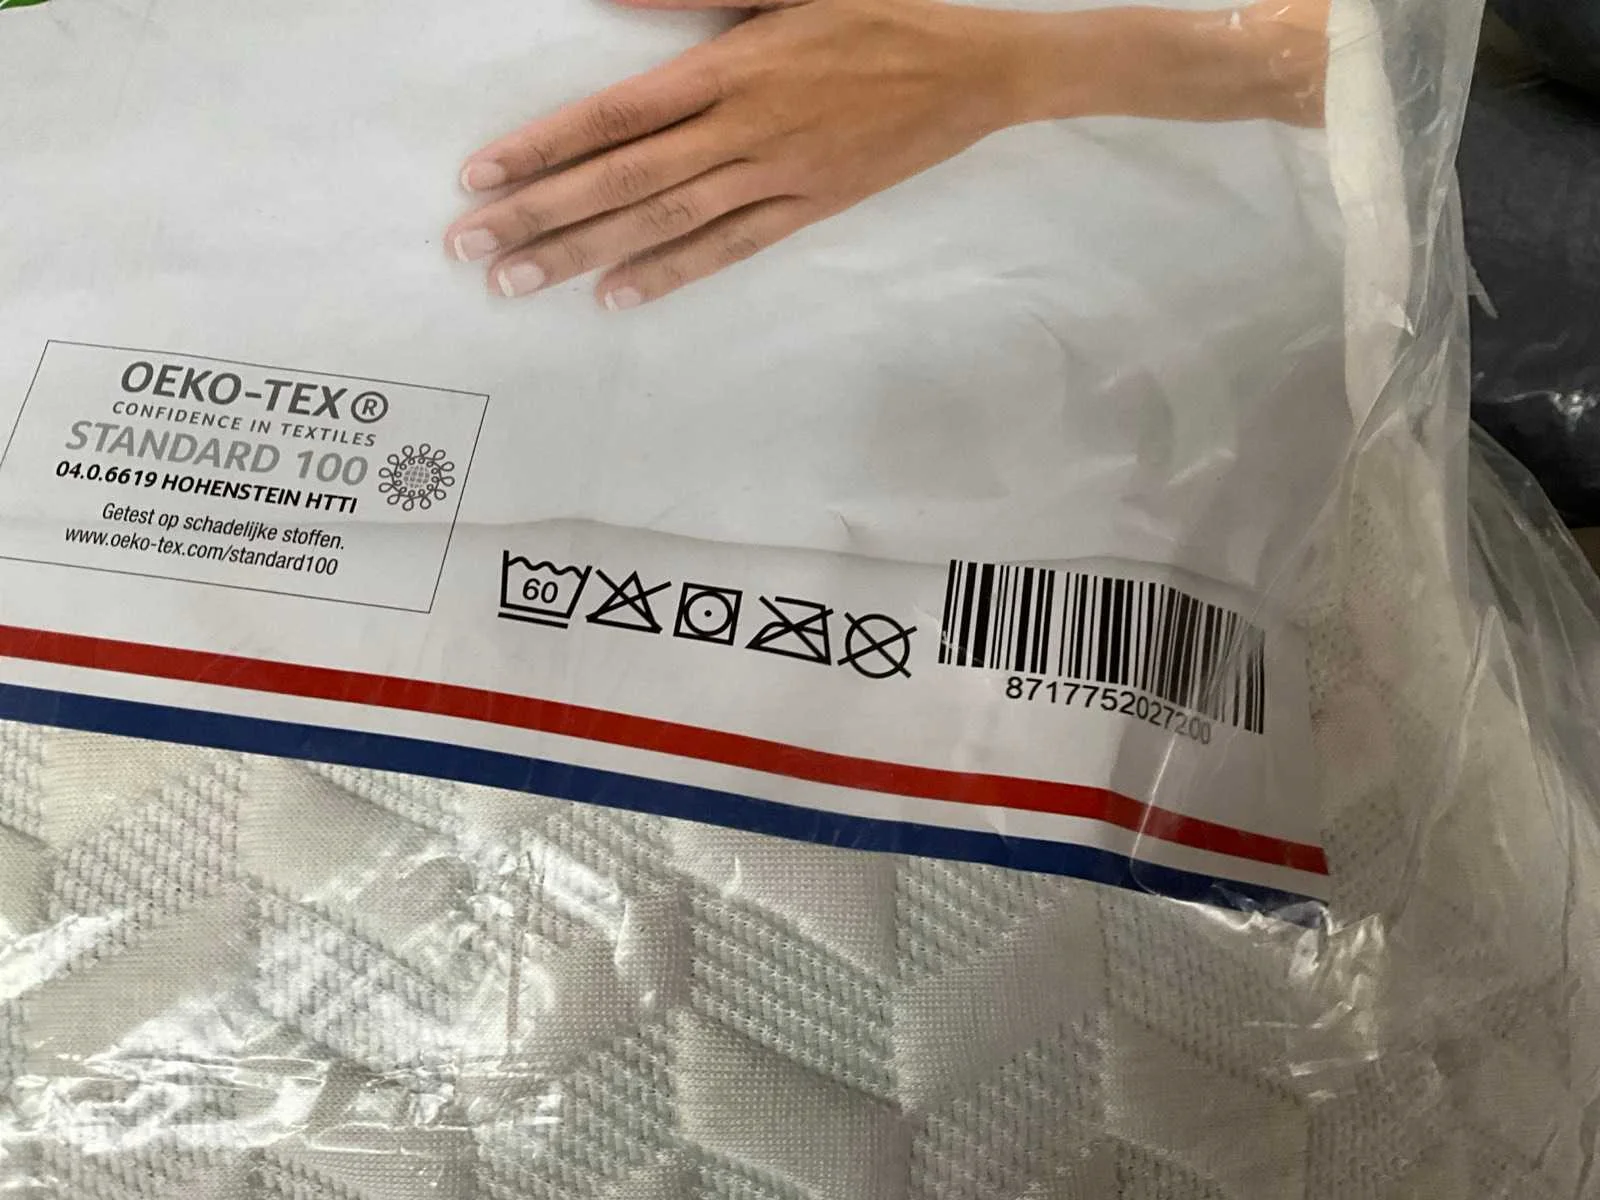 OEKO-TEX®
CONFIDENCE IN TEXTILES
STANDARD 100
04.0.6619 HOHENSTEIN HTTI
Getest op schadelijke stoffen.
www.oeko-tex.com/standard100
60
8717752027200